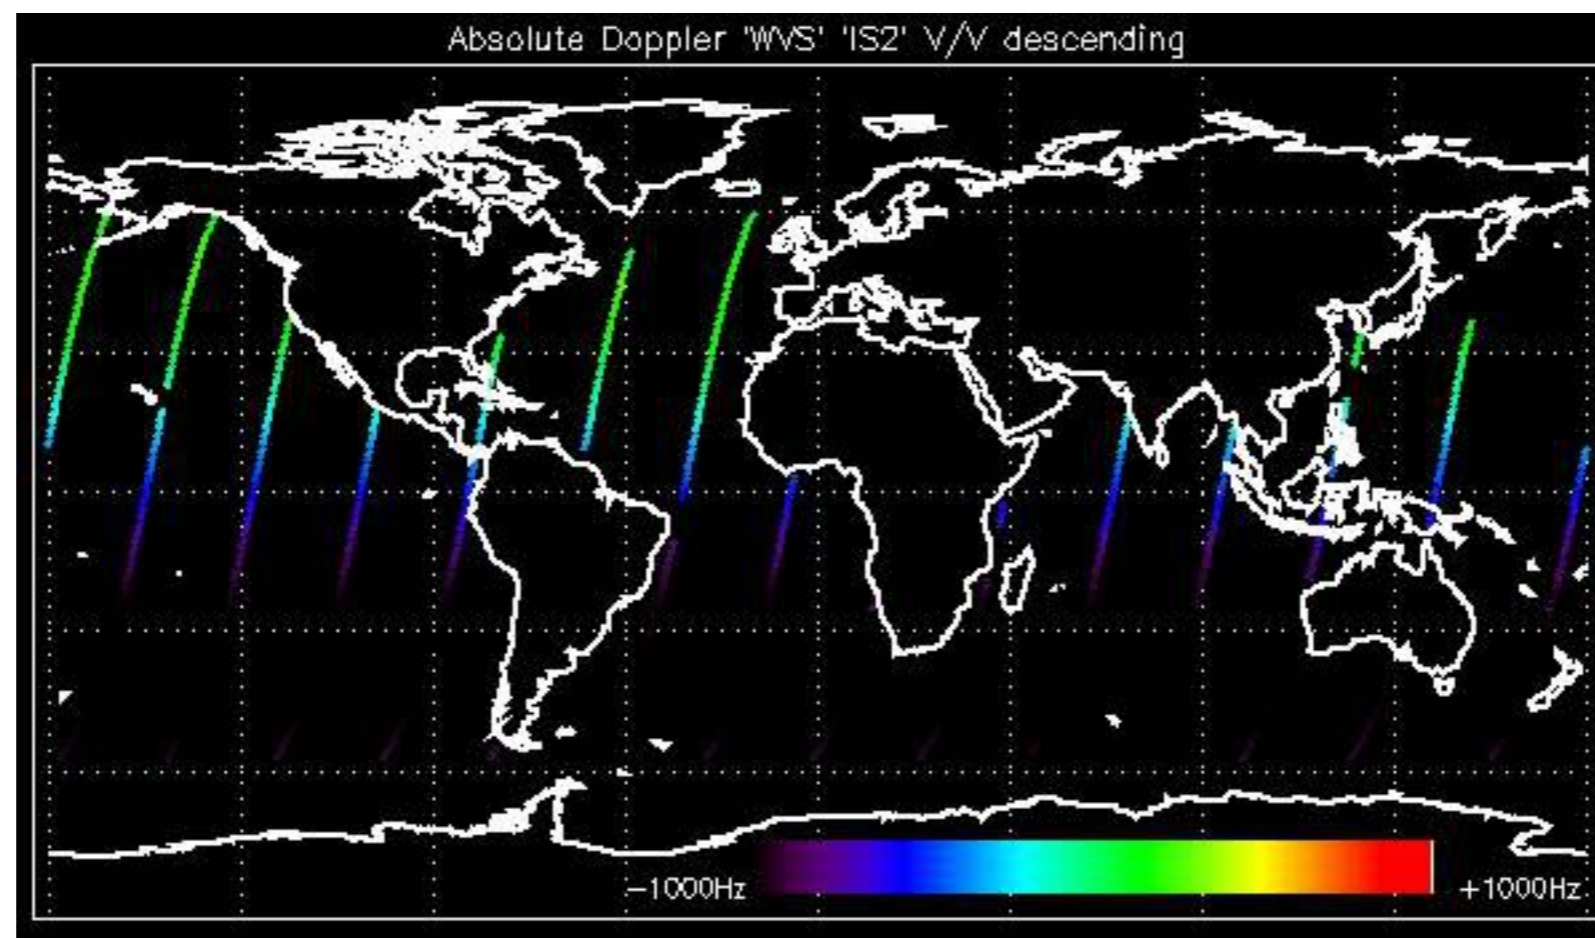 Absolute Doppler 'WVS' 'IS2' V/V descending
−1000Hz
+1000Hz